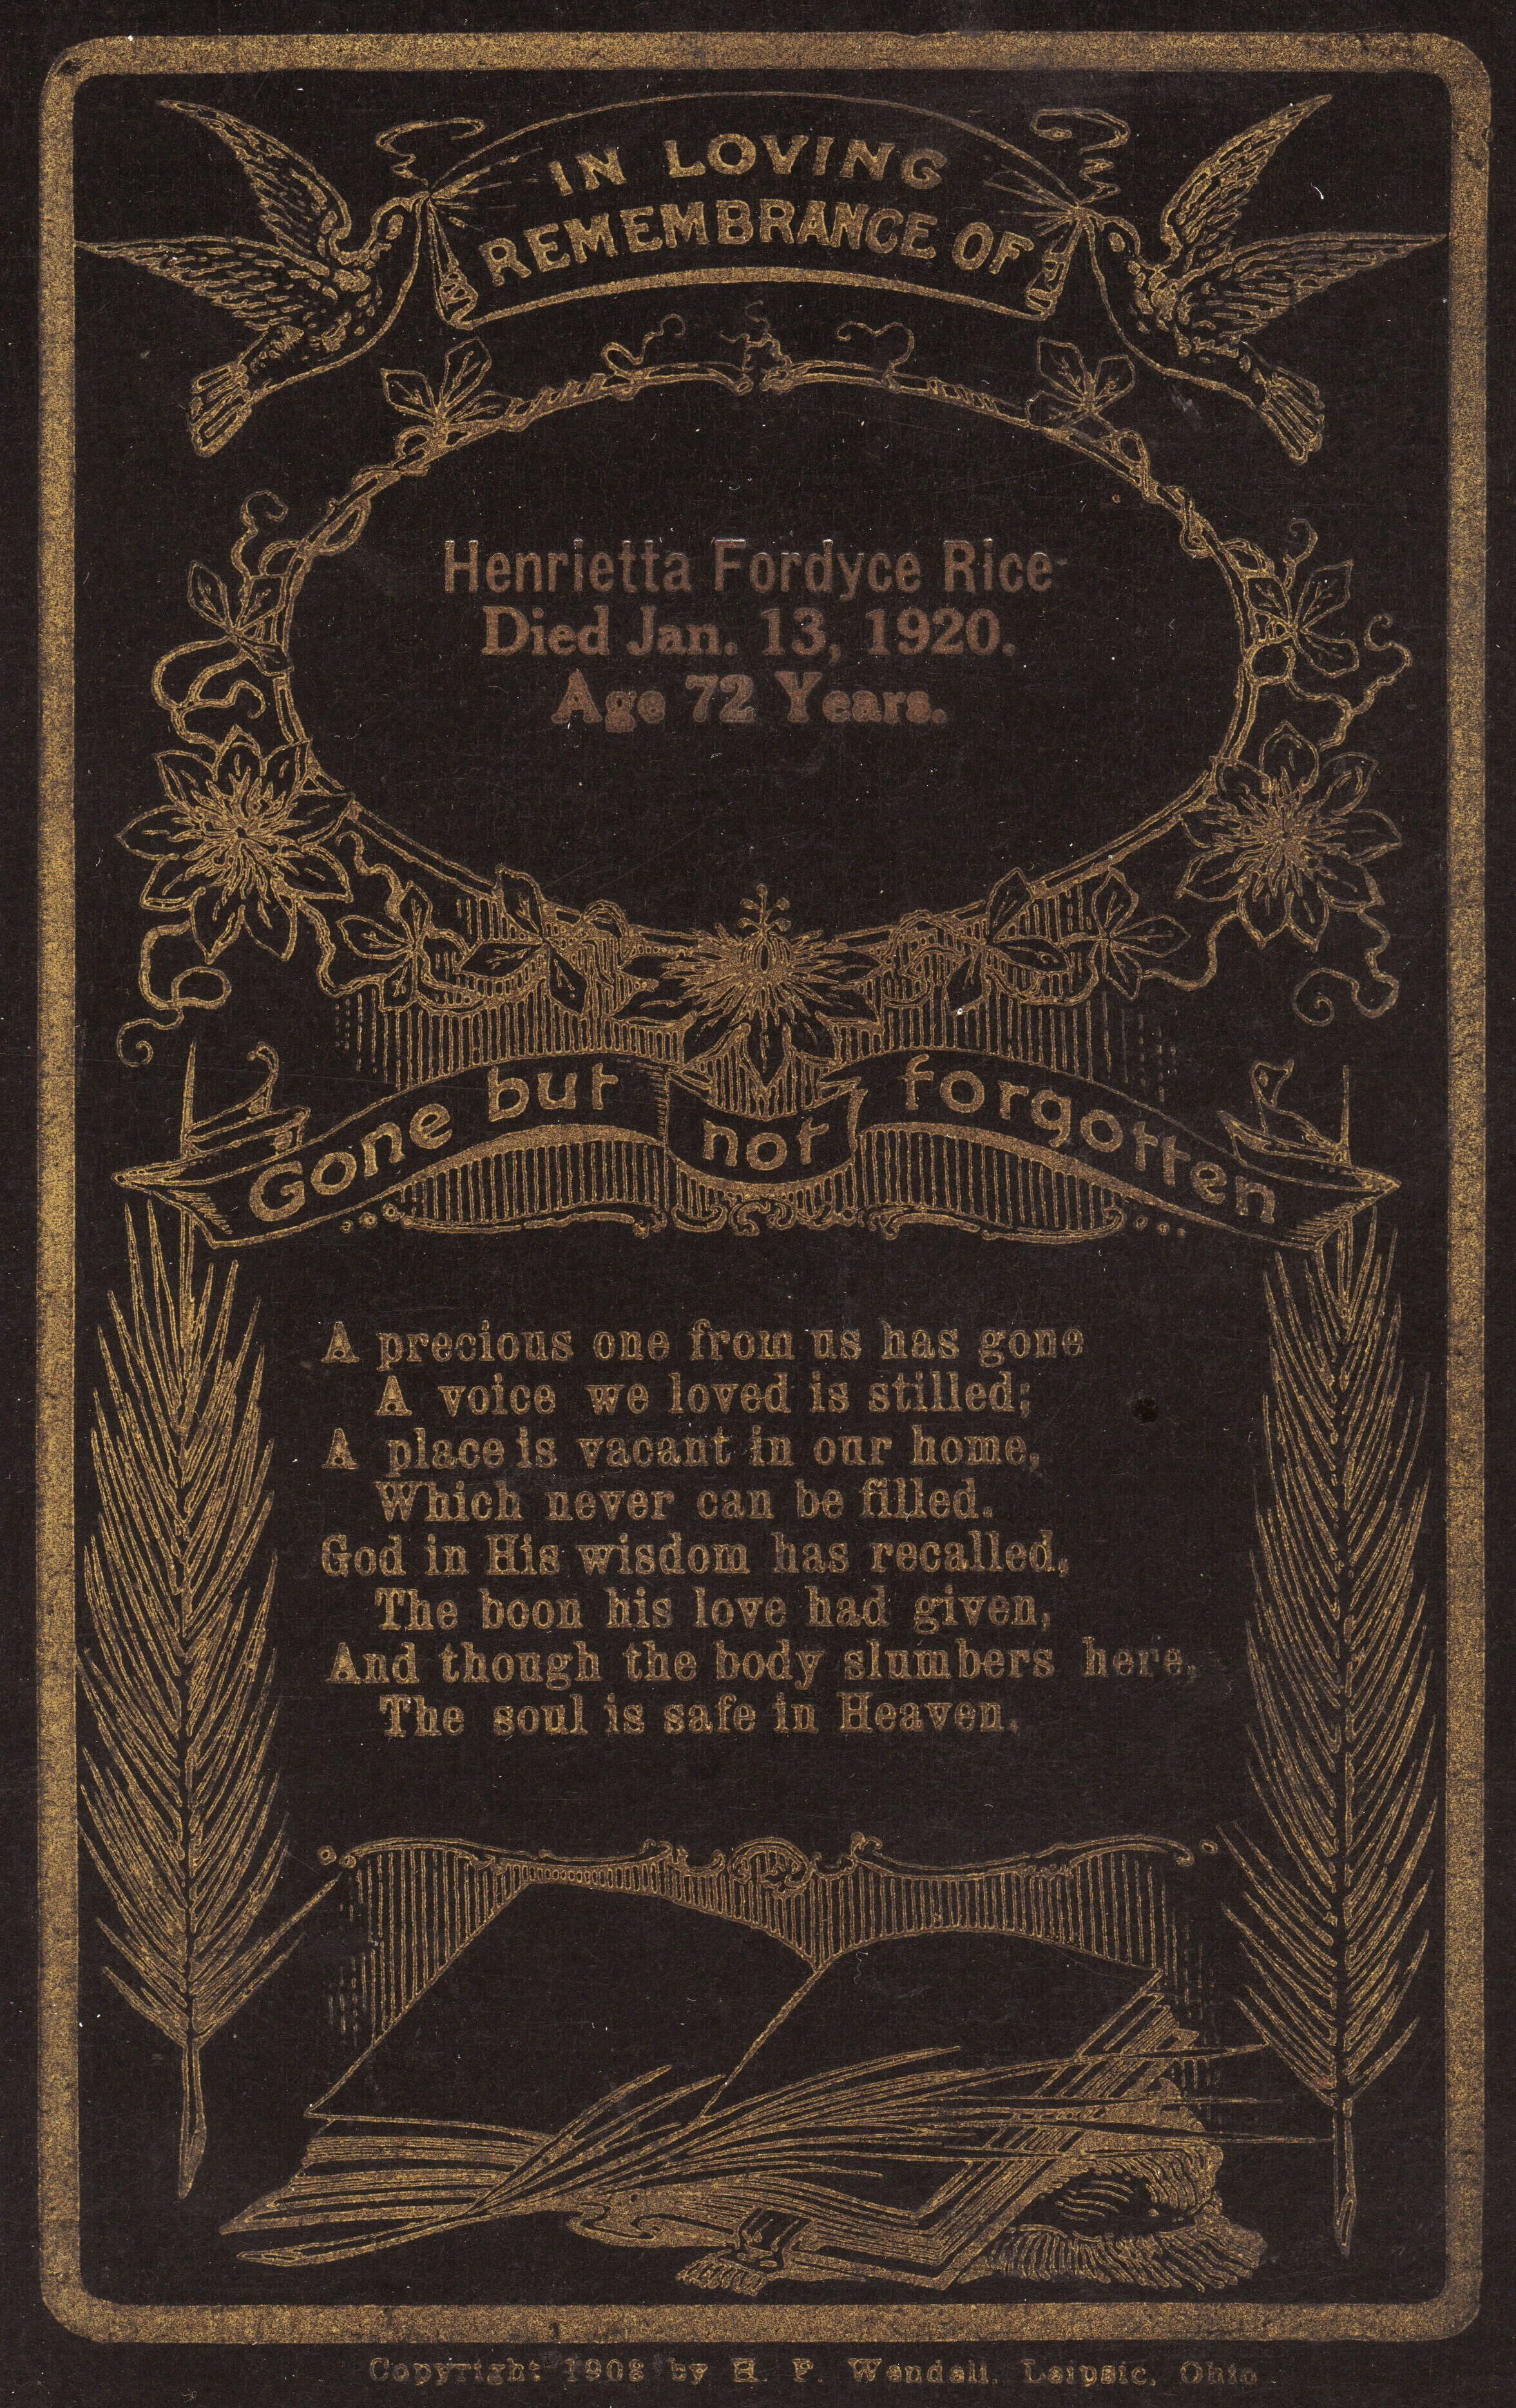 IN LOVING
REMEMBRANCE OF
Henrietta Fordyce Rice
Died Jan. 13, 1920.
Age 72 Years.
Gone but not forgotten
A precious one from us has gone
A voice we loved is stilled;
A place is vacant in our home,
Which never can be filled.
God in His wisdom has recalled,
The boon his love had given,
And though the body slumbers here,
The soul is safe in Heaven.
Copyright 1908 by H. F. Wendell, Leipsic, Ohio